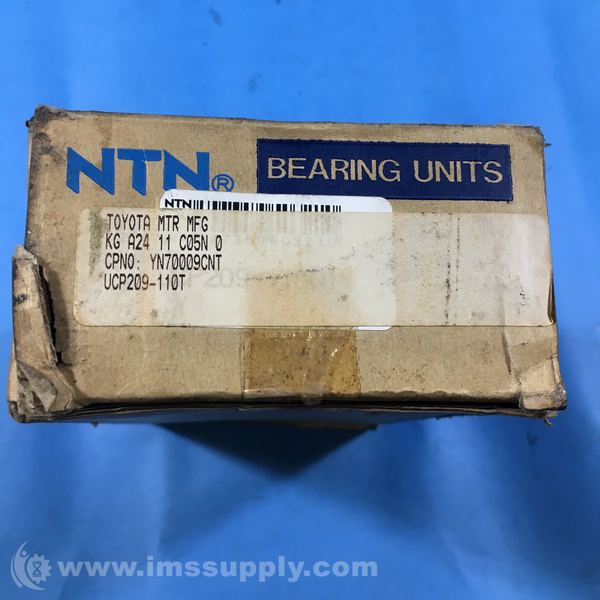 NTN®
BEARING UNITS
NTN
TOYOTA MTR MFG
KG A24 11 C05N 0
CPNO: YN70009CNT
UCP209-110T
www.imssupply.com